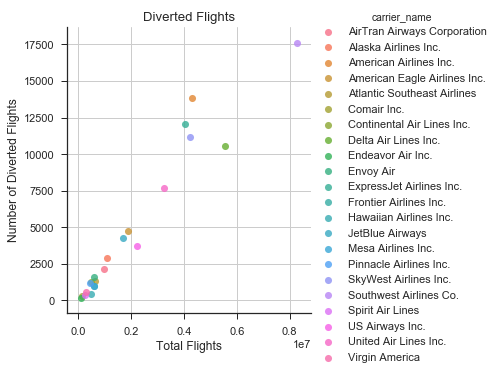 Diverted Flights
Number of Diverted Flights
17500
15000
12500
10000
7500
5000
2500
0
0.0 0.2 0.4 0.6 0.8
1e7
Total Flights
carrier_name
AirTran Airways Corporation
Alaska Airlines Inc.
American Airlines Inc.
American Eagle Airlines Inc.
Atlantic Southeast Airlines
Comair Inc.
Continental Air Lines Inc.
Delta Air Lines Inc.
Endeavor Air Inc.
Envoy Air
ExpressJet Airlines Inc.
Frontier Airlines Inc.
Hawaiian Airlines Inc.
JetBlue Airways
Mesa Airlines Inc.
Pinnacle Airlines Inc.
SkyWest Airlines Inc.
Southwest Airlines Co.
Spirit Air Lines
US Airways Inc.
United Air Lines Inc.
Virgin America